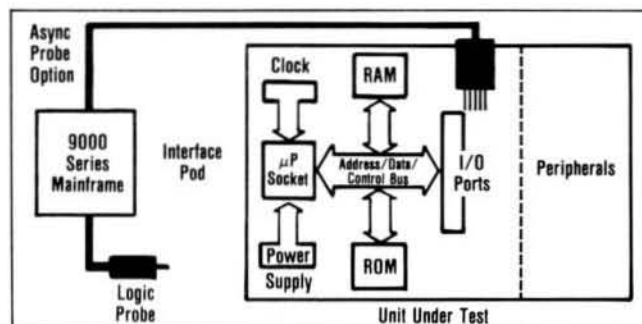 Async
Probe
Option
9000
Series
Mainframe
Logic
Probe
Interface
Pod
Clock
µP
Socket
Power
Supply
RAM
Address/Data/
Control Bus
ROM
I/O
Ports
Peripherals
Unit Under Test